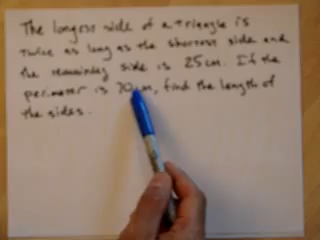 The longest side of a triangle is
twice as long as the shortest side and
the remaining side is 25cm. If the
perimeter is 70cm, find the length of
the sides.